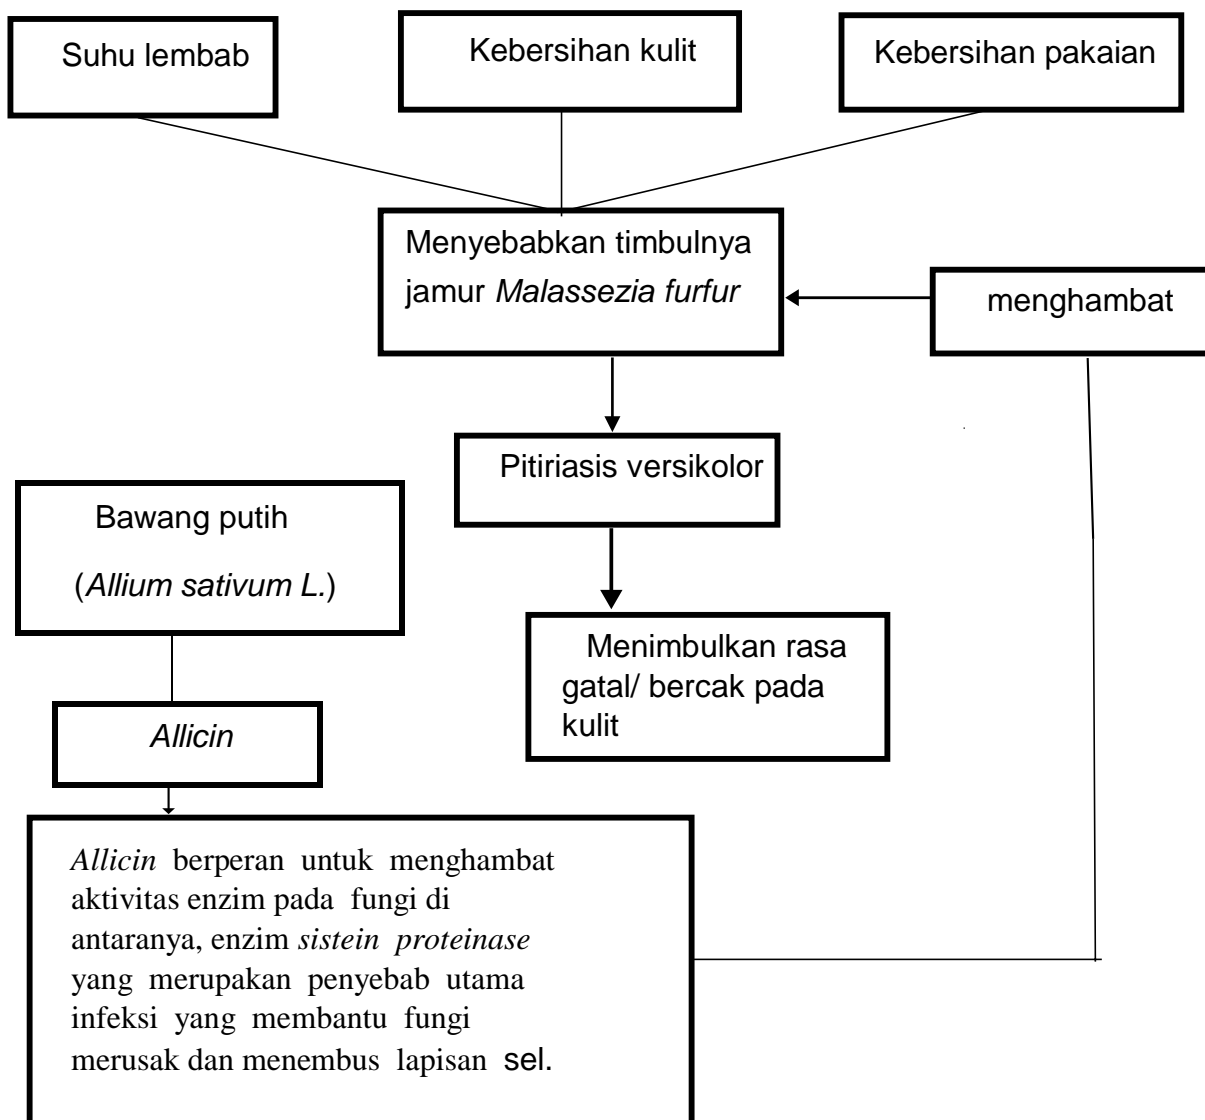 Suhu lembab
Kebersihan kulit
Kebersihan pakaian
Menyebabkan timbulnya
jamur Malassezia furfur
menghambat
Pitiriasis versikolor
Bawang putih
(Allium sativum L.)
Menimbulkan rasa
gatal/ bercak pada
kulit
Allicin
Allicin berperan untuk menghambat
aktivitas enzim pada fungi di
antaranya, enzim sistein proteinase
yang merupakan penyebab utama
infeksi yang membantu fungi
merusak dan menembus lapisan sel.